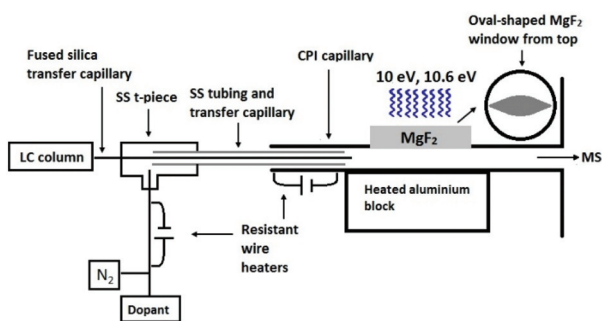 Oval-shaped MgF₂
window from top
Fused silica
transfer capillary
CPI capillary
SS t-piece
SS tubing and
transfer capillary
10 eV, 10.6 eV
MgF₂
LC column
MS
Heated aluminium
block
Resistant
wire
heaters
N₂
Dopant